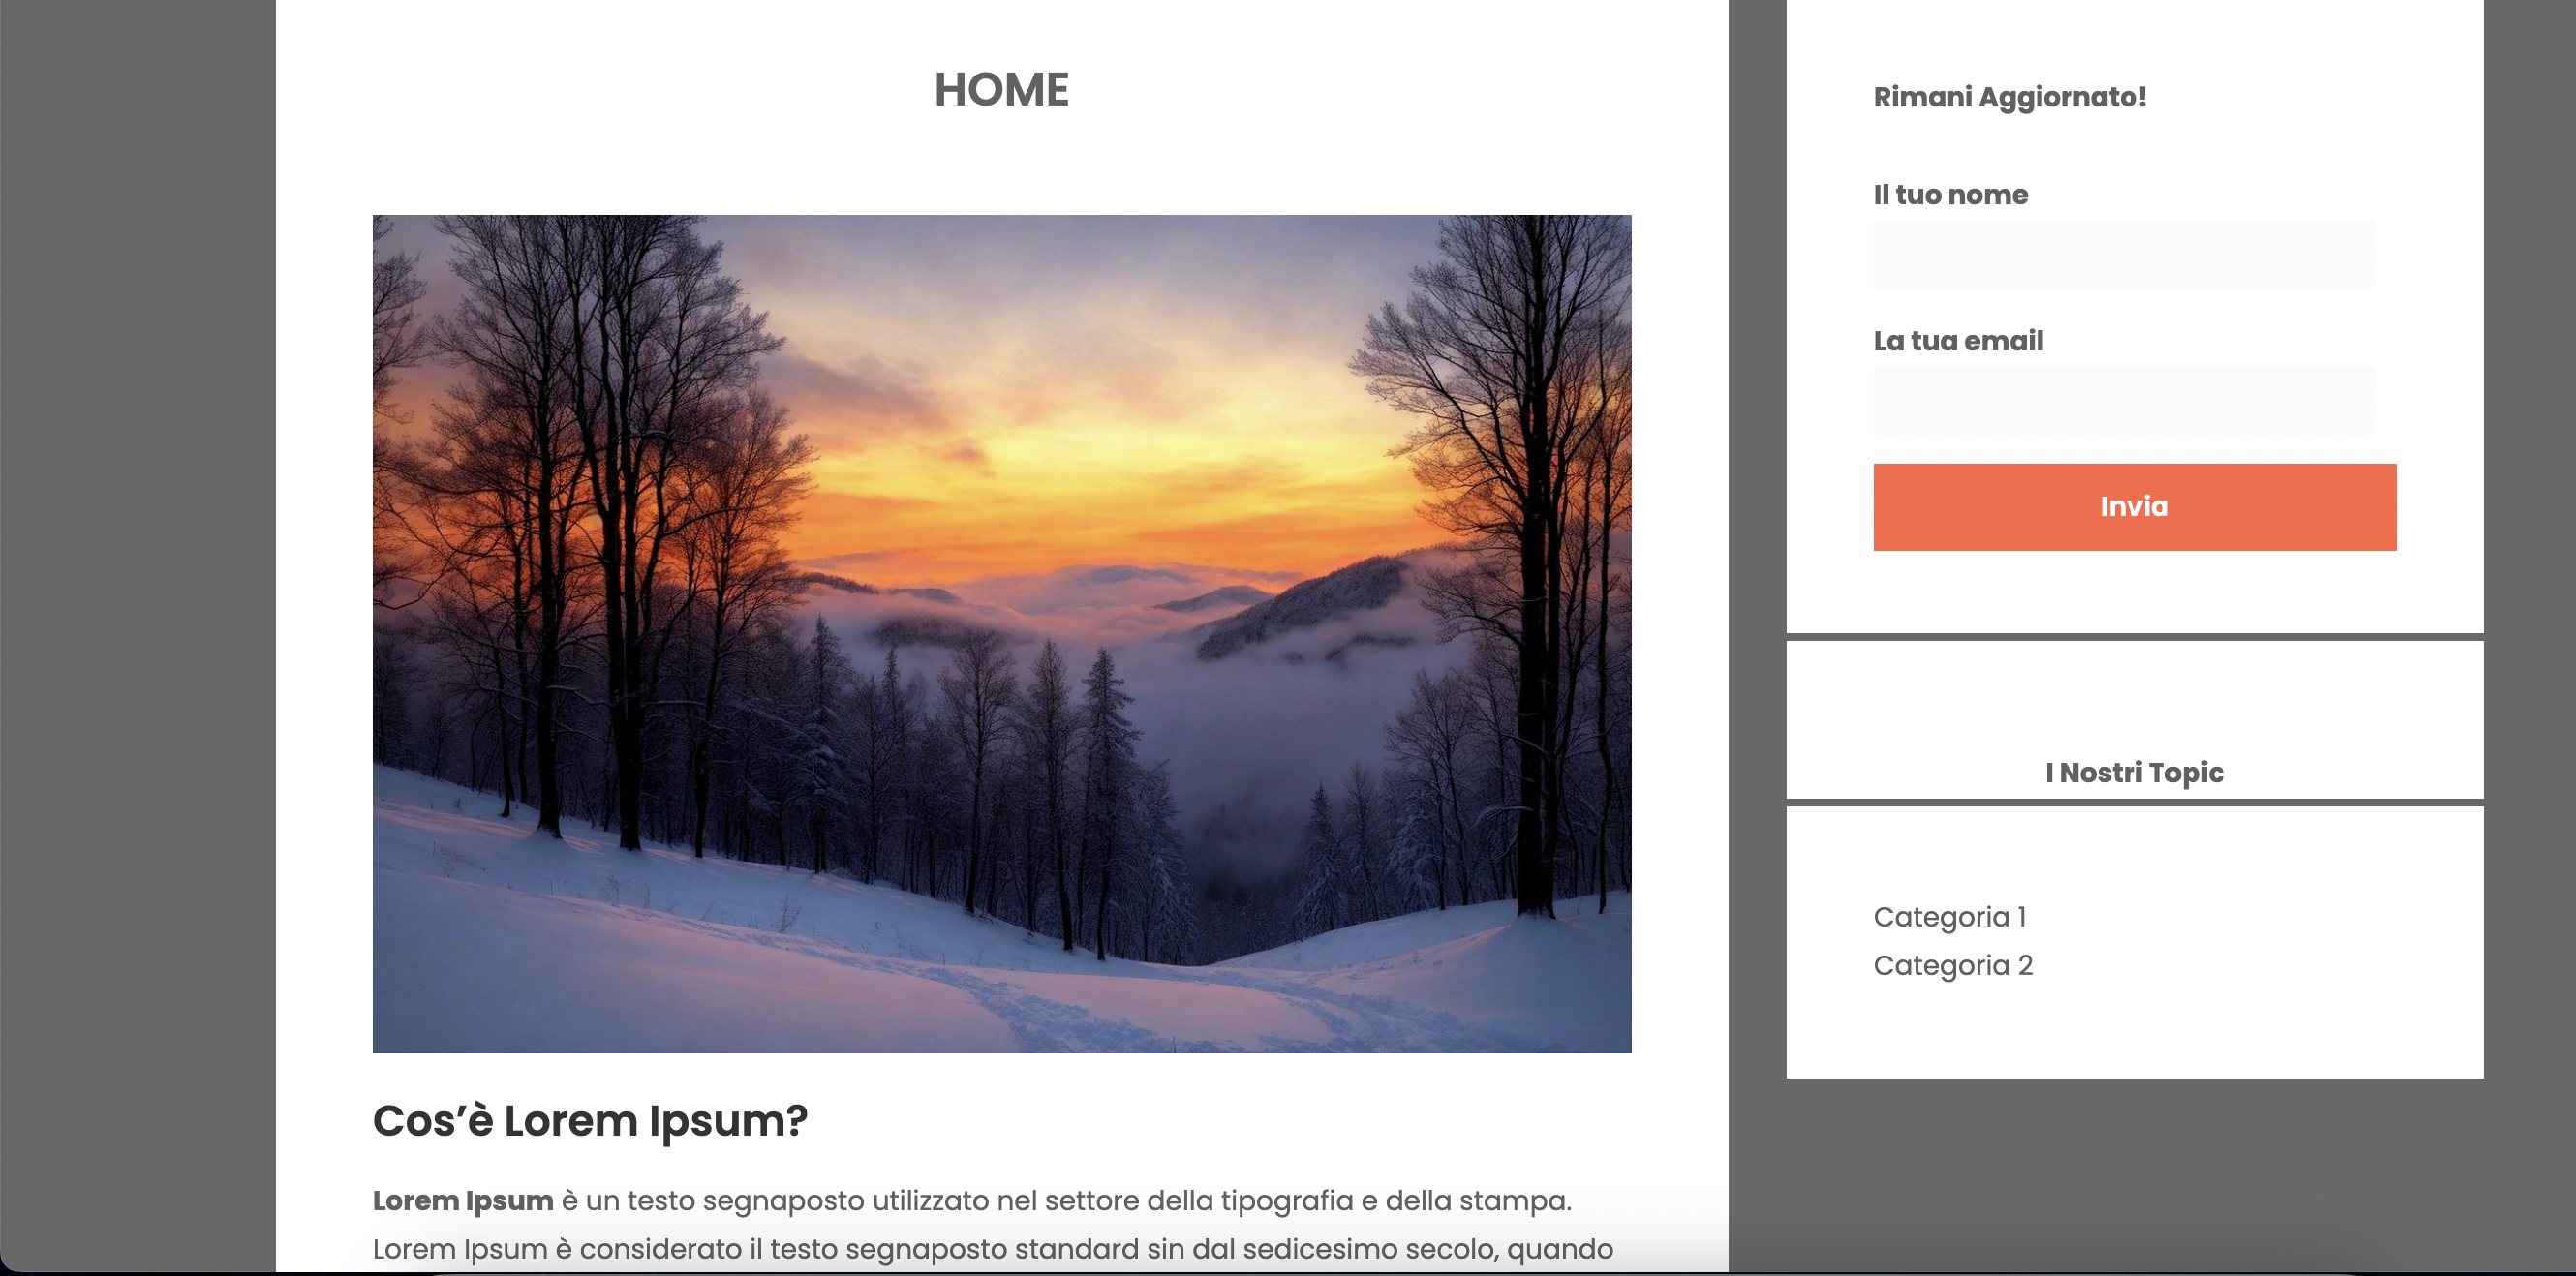 HOME
Cos’è Lorem Ipsum?
Lorem Ipsum è un testo segnaposto utilizzato nel settore della tipografia e della stampa.
Lorem Ipsum è considerato il testo segnaposto standard sin dal sedicesimo secolo, quando
Rimani Aggiornato!
Il tuo nome
La tua email
Invia
I Nostri Topic
Categoria 1
Categoria 2